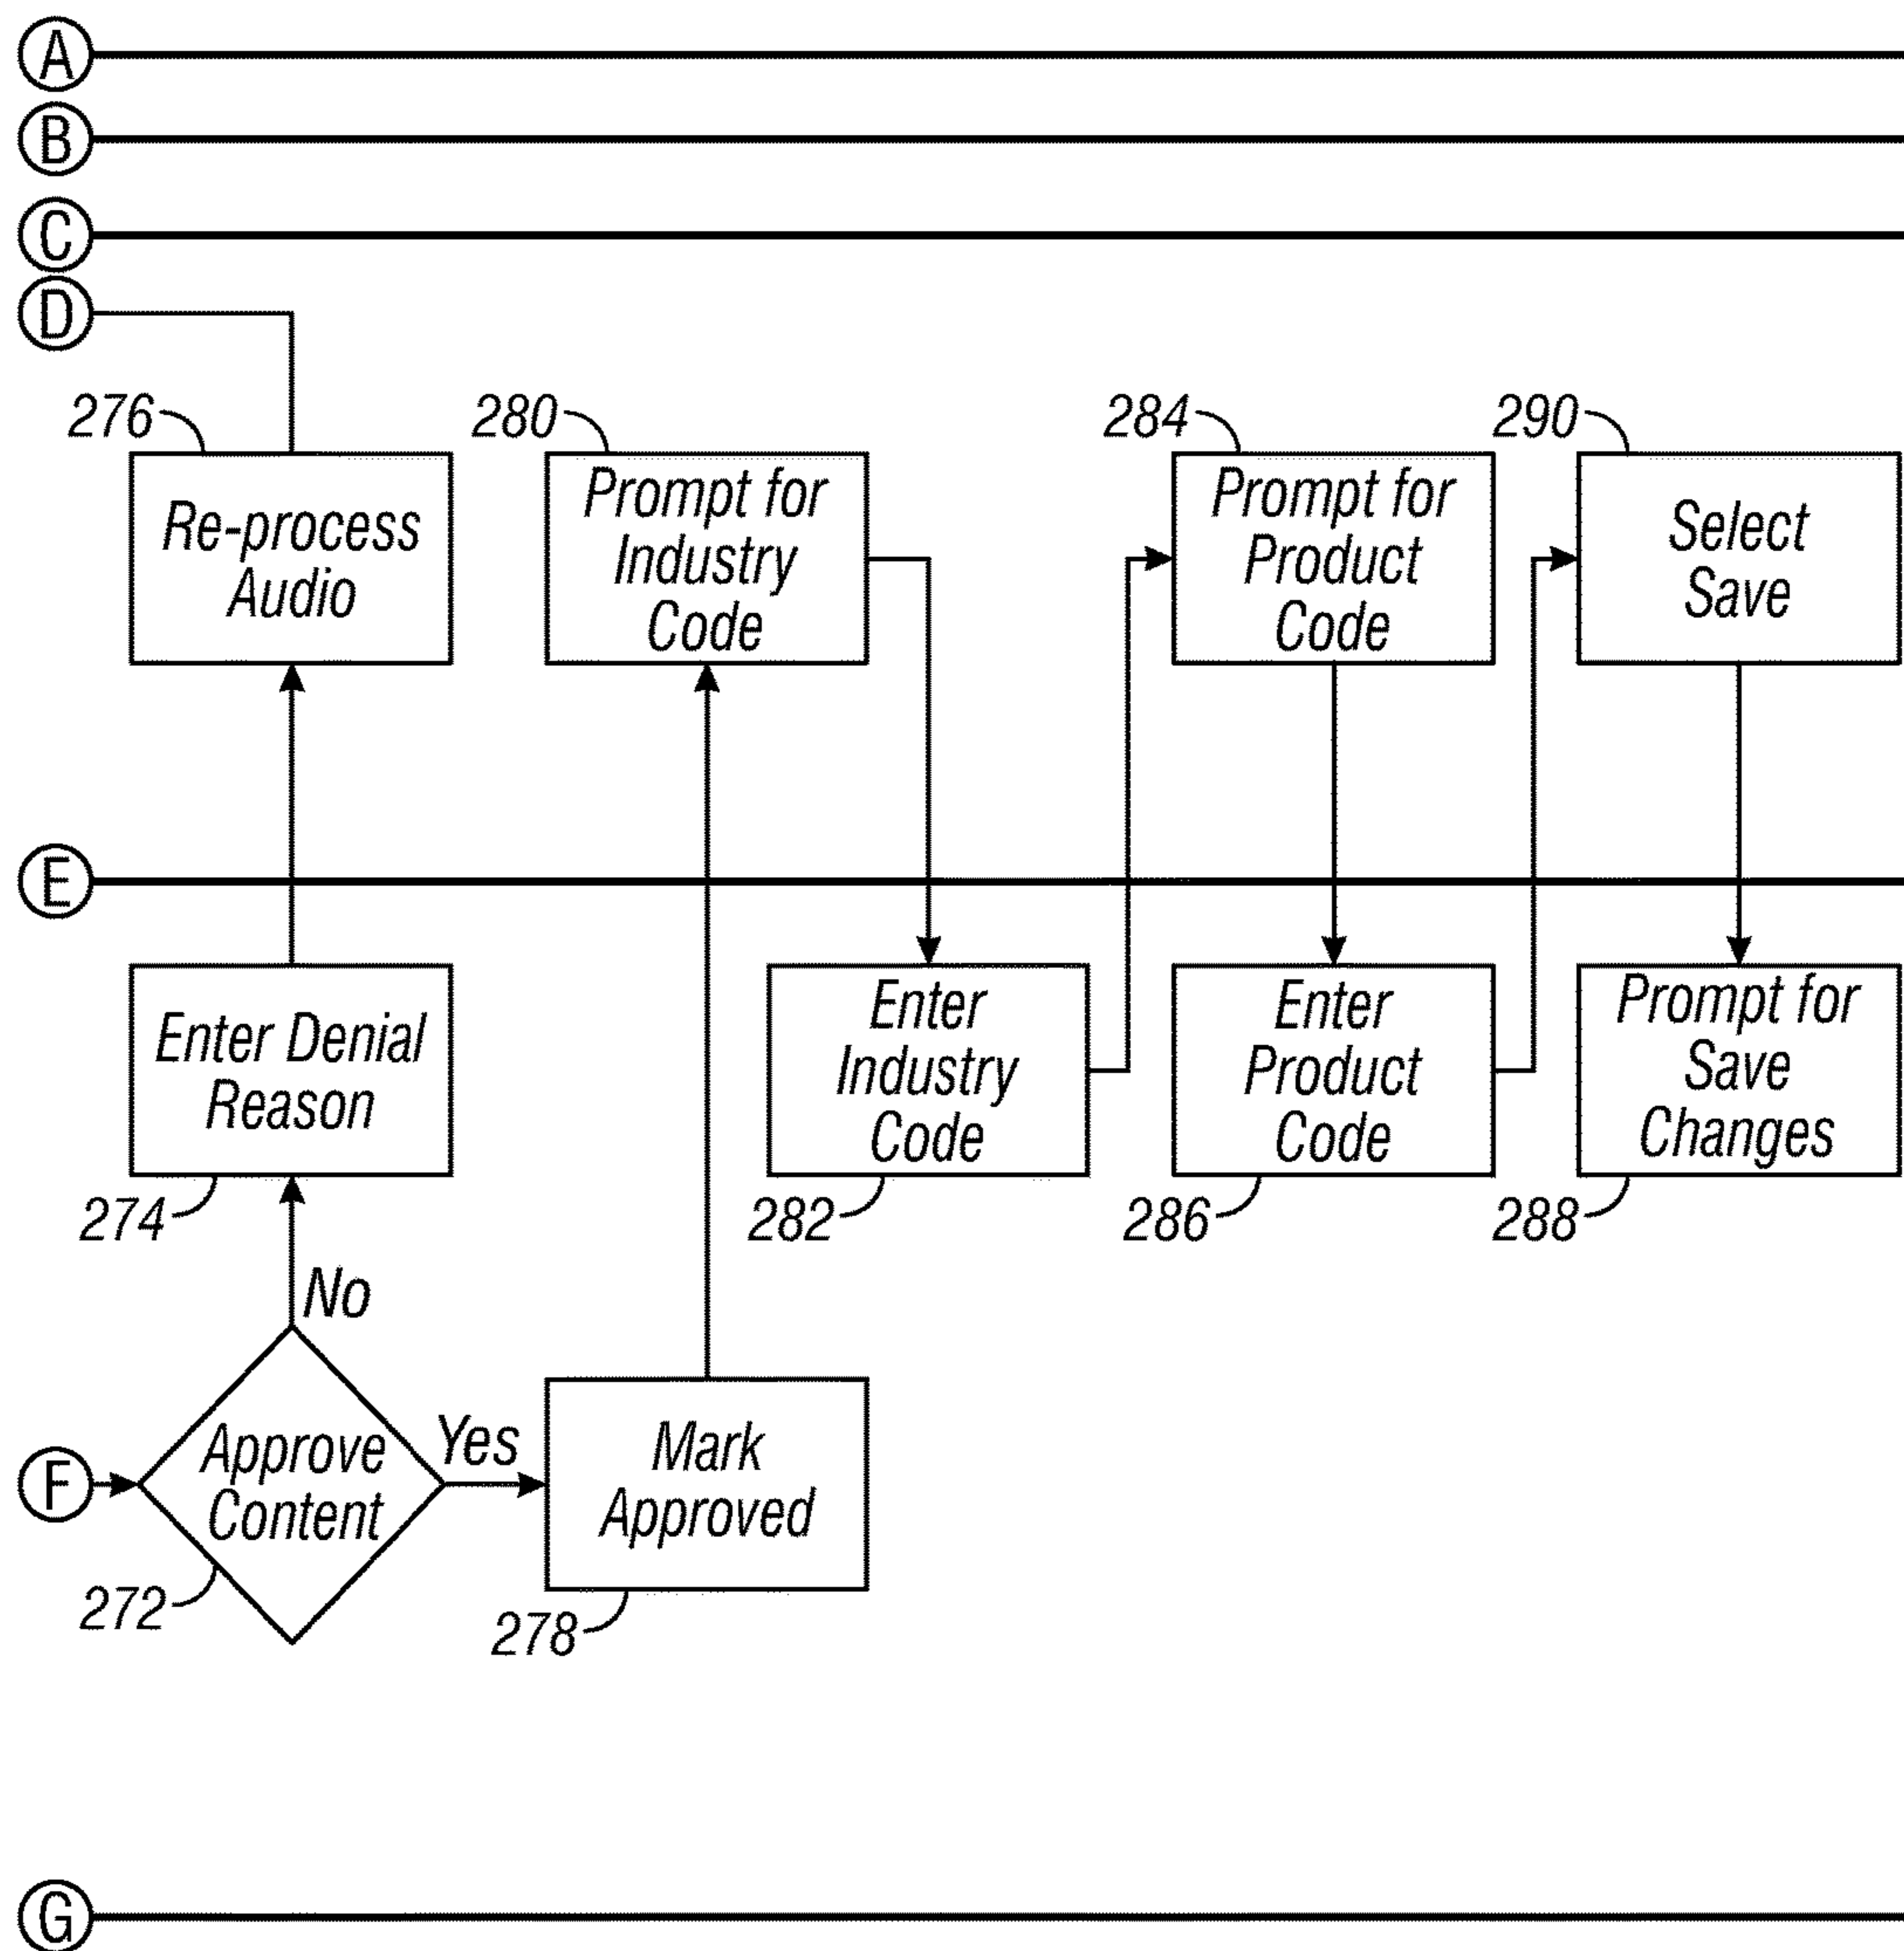 A
B
C
D
276
280
284
290
Re-process
Audio
Prompt for
Industry
Code
Prompt for
Product
Code
Select
Save
E
Enter Denial
Reason
Enter
Industry
Code
Enter
Product
Code
Prompt for
Save
Changes
274
282
286
288
No
F
Approve
Content
Yes
Mark
Approved
272
278
G